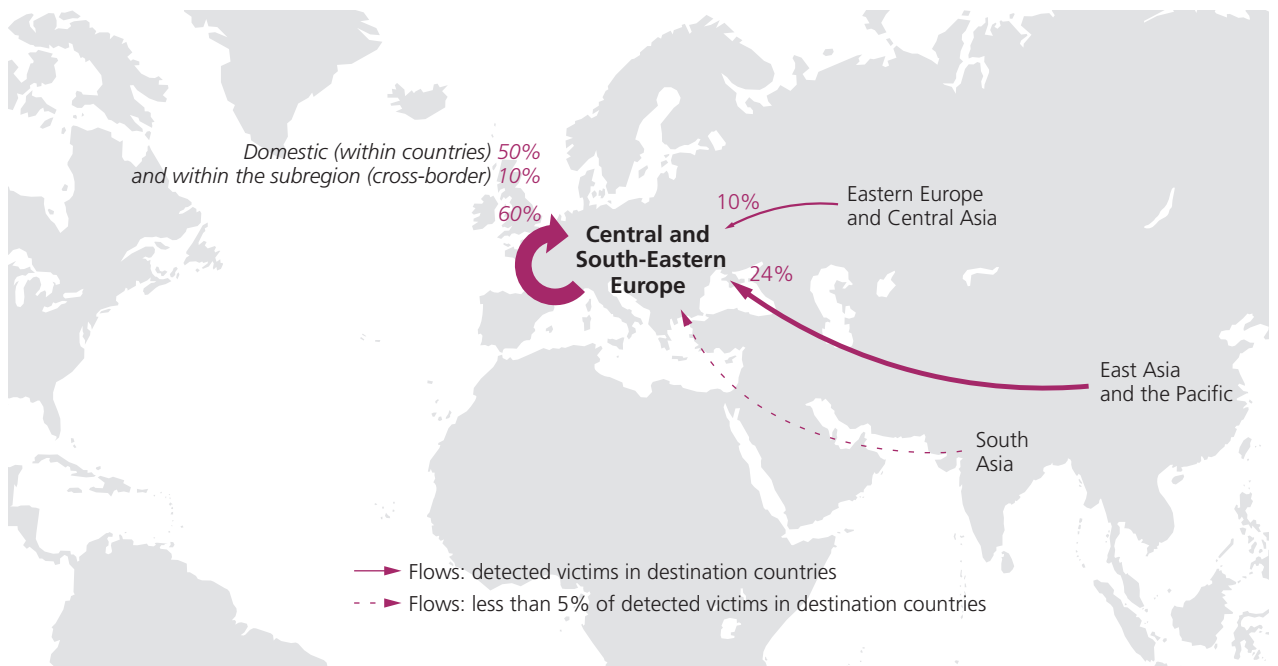 Domestic (within countries) 50%
and within the subregion (cross-border) 10%
60%
Central and
South-Eastern
Europe
10%
Eastern Europe
and Central Asia
24%
East Asia
and the Pacific
South
Asia
Flows: detected victims in destination countries
Flows: less than 5% of detected victims in destination countries